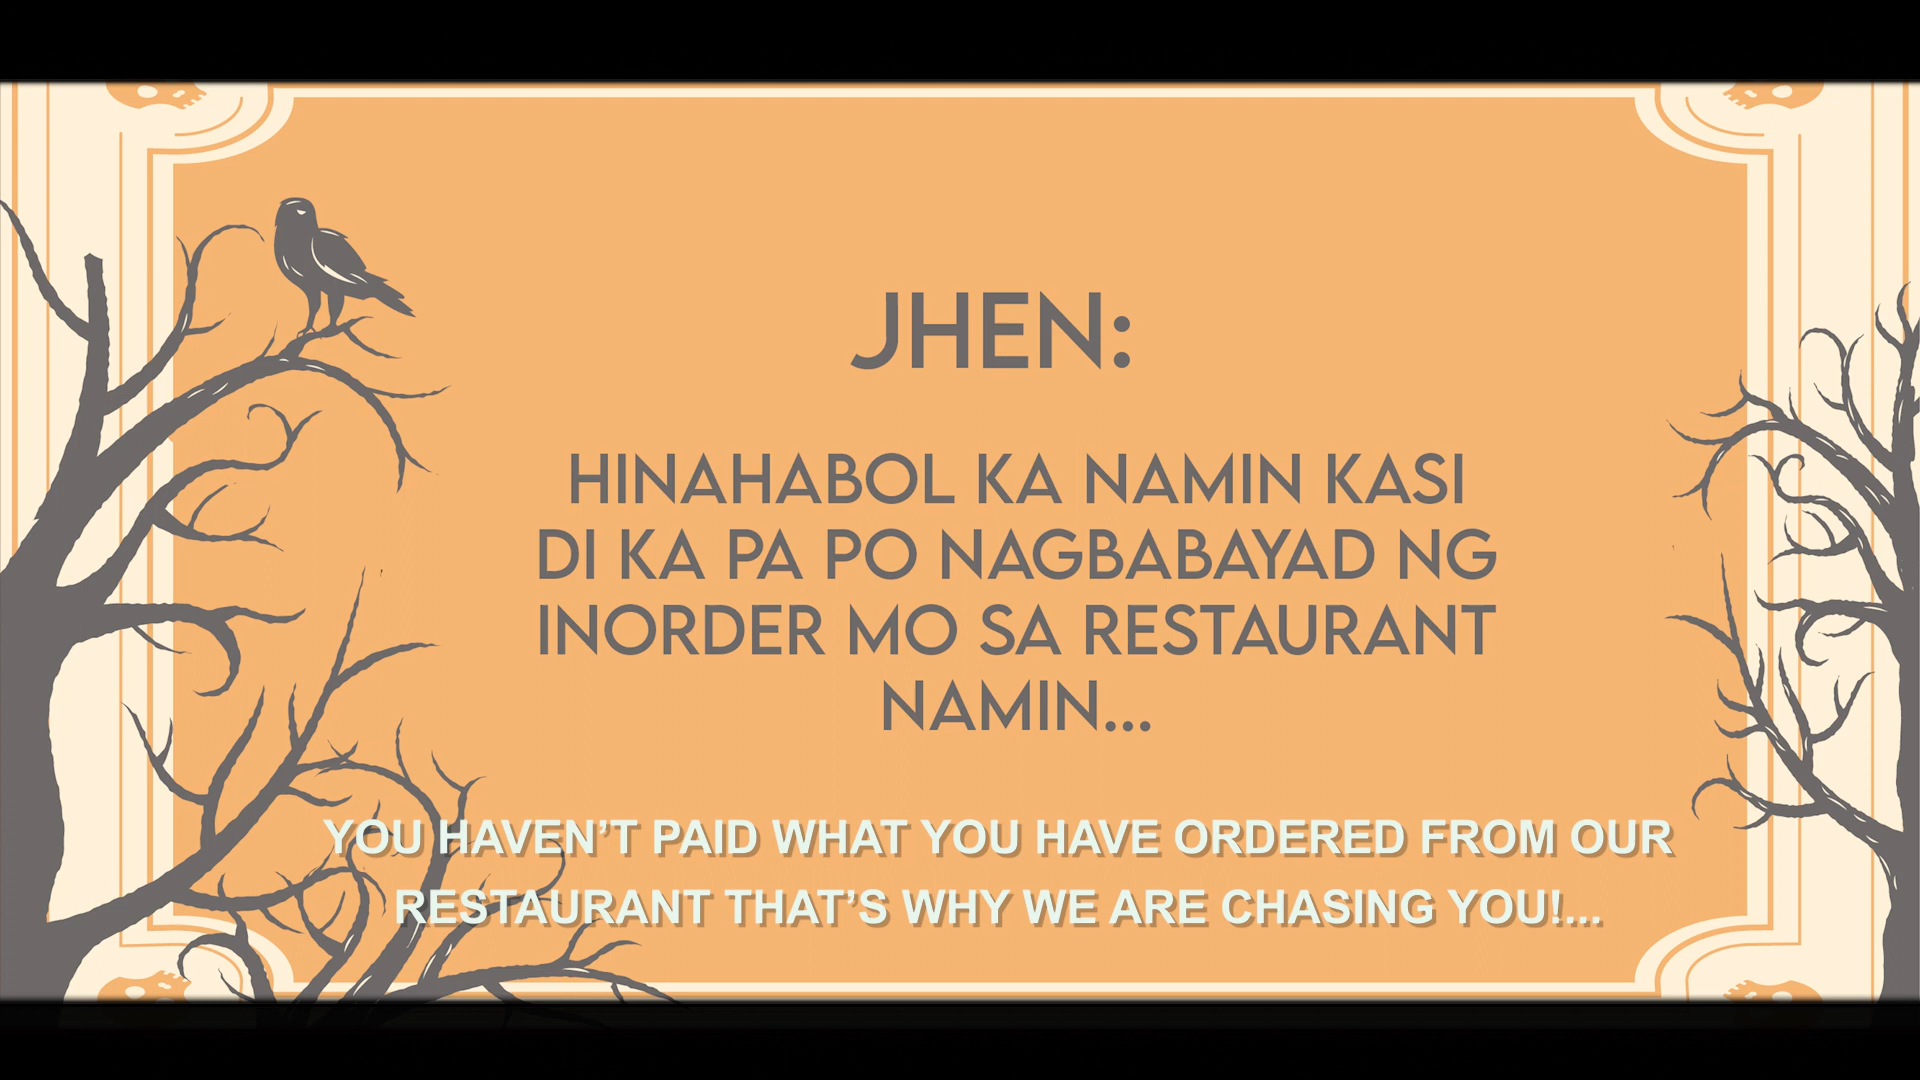 JHEN:
HINAHABOL KA NAMIN KASI
DI KA PA PO NAGBABAYAD NG
INORDER MO SA RESTAURANT
NAMIN...
YOU HAVEN’T PAID WHAT YOU HAVE ORDERED FROM OUR
RESTAURANT THAT’S WHY WE ARE CHASING YOU!...